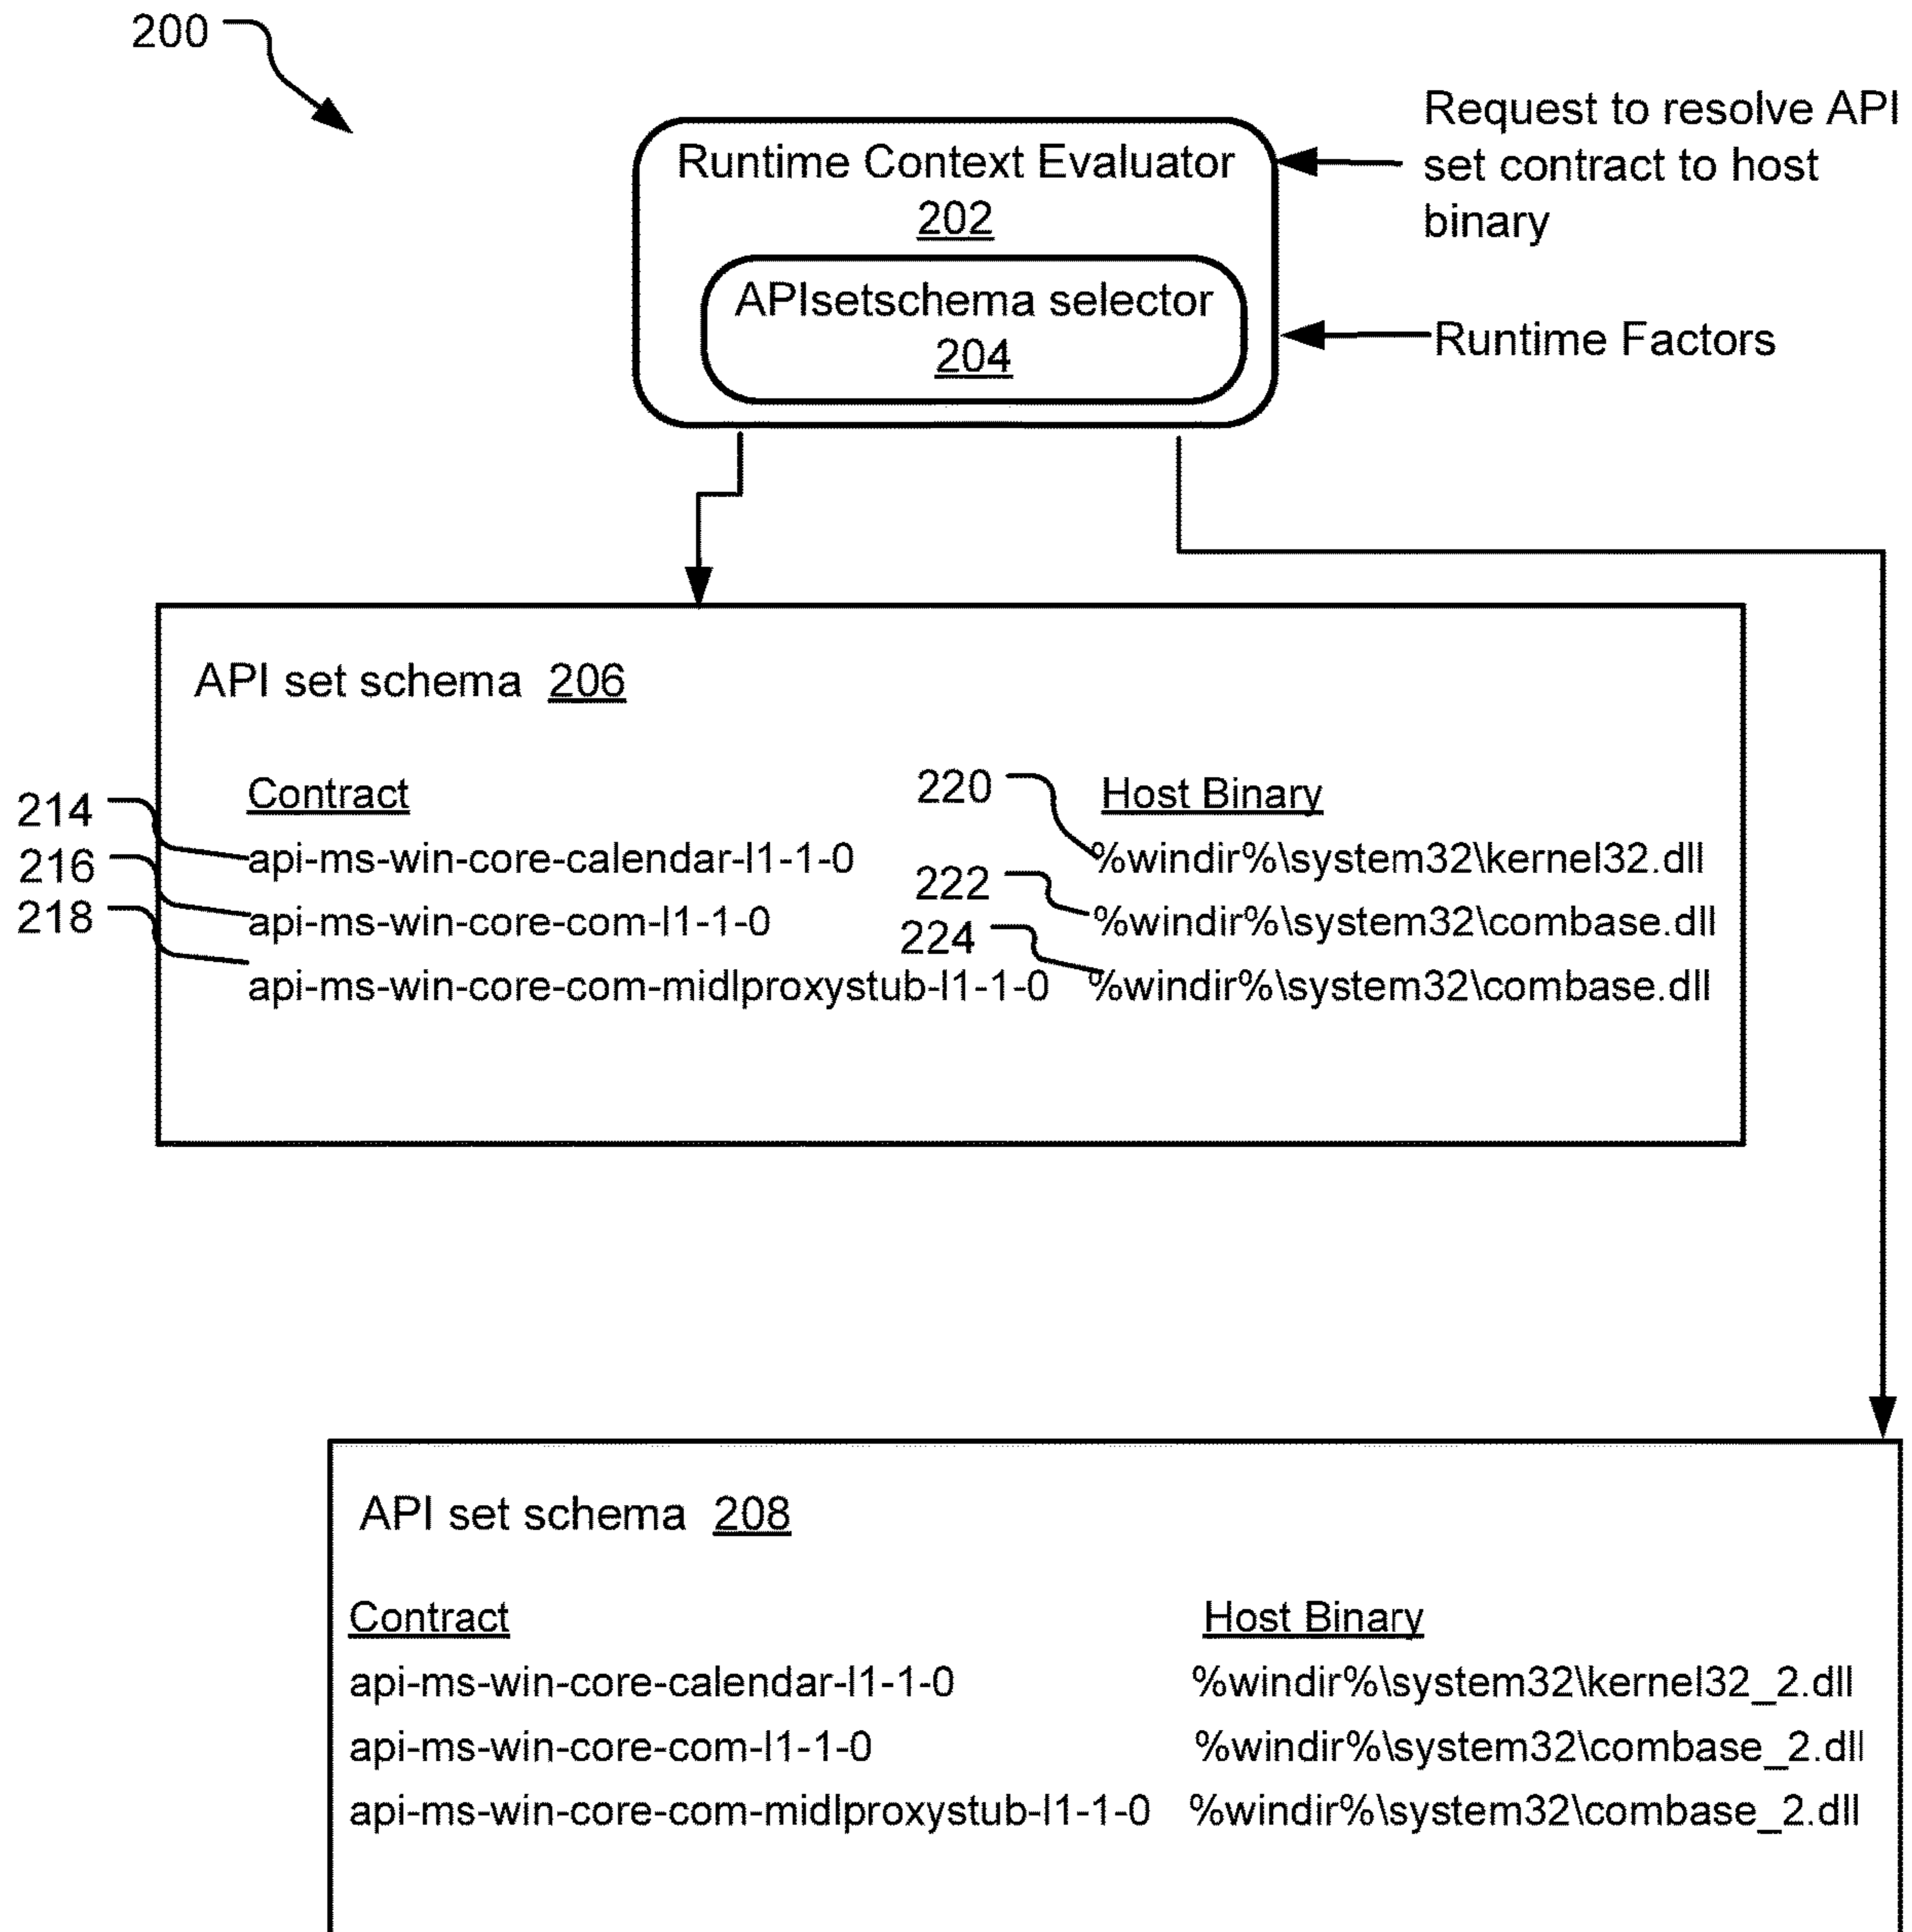 200
Request to resolve API
set contract to host
binary
Runtime Context Evaluator
202
APIsetschema selector
204
Runtime Factors
API set schema 206
Contract
Host Binary
214
220
api-ms-win-core-calendar-l1-1-0
%windir%\system32\kernel32.dll
216
222
api-ms-win-core-com-l1-1-0
%windir%\system32\combase.dll
218
224
api-ms-win-core-com-midlproxystub-l1-1-0
%windir%\system32\combase.dll
API set schema 208
Contract
Host Binary
api-ms-win-core-calendar-l1-1-0
%windir%\system32\kernel32_2.dll
api-ms-win-core-com-l1-1-0
%windir%\system32\combase_2.dll
api-ms-win-core-com-midlproxystub-l1-1-0
%windir%\system32\combase_2.dll